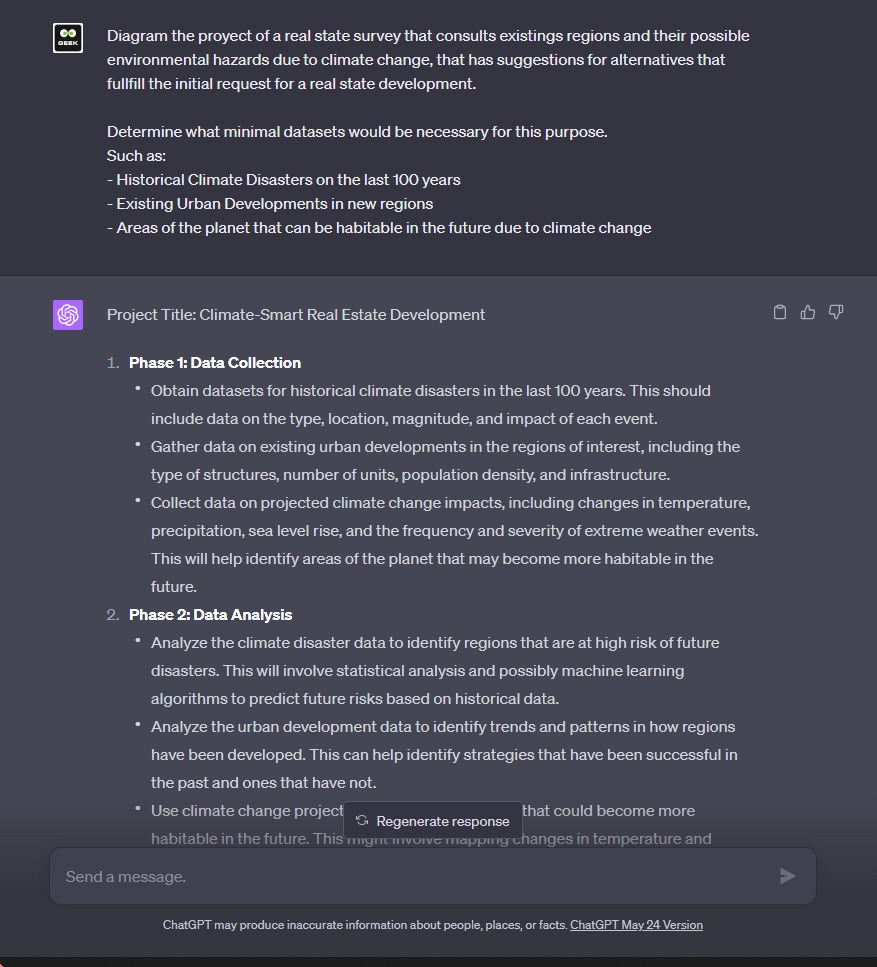 GEEK
Diagram the proyect of a real state survey that consults existings regions and their possible
environmental hazards due to climate change, that has suggestions for alternatives that
fullfill the initial request for a real state development.
Determine what minimal datasets would be necessary for this purpose.
Such as:
- Historical Climate Disasters on the last 100 years
- Existing Urban Developments in new regions
- Areas of the planet that can be habitable in the future due to climate change
Project Title: Climate-Smart Real Estate Development
1. Phase 1: Data Collection
• Obtain datasets for historical climate disasters in the last 100 years. This should
include data on the type, location, magnitude, and impact of each event.
• Gather data on existing urban developments in the regions of interest, including the
type of structures, number of units, population density, and infrastructure.
• Collect data on projected climate change impacts, including changes in temperature,
precipitation, sea level rise, and the frequency and severity of extreme weather events.
This will help identify areas of the planet that may become more habitable in the
future.
2. Phase 2: Data Analysis
• Analyze the climate disaster data to identify regions that are at high risk of future
disasters. This will involve statistical analysis and possibly machine learning
algorithms to predict future risks based on historical data.
• Analyze the urban development data to identify trends and patterns in how regions
have been developed. This can help identify strategies that have been successful in
the past and ones that have not.
• Use climate change project that could become more
Regenerate response
habitable in the future. This might involve mapping changes in temperature and
Send a message.
ChatGPT may produce inaccurate information about people, places, or facts. ChatGPT May 24 Version